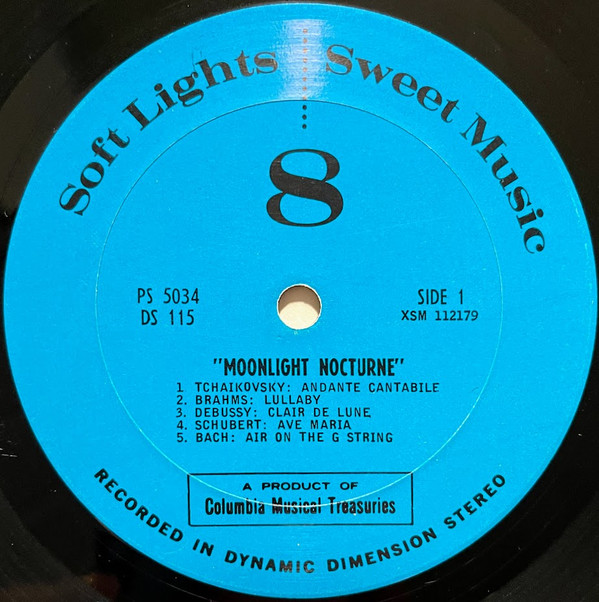 Soft Lights Sweet Music
8
PS 5034
DS 115
SIDE 1
XSM 112179
"MOONLIGHT NOCTURNE"
1 TCHAIKOVSKY: ANDANTE CANTABILE
2. BRAHMS: LULLABY
3. DEBUSSY: CLAIR DE LUNE
4. SCHUBERT: AVE MARIA
5. BACH: AIR ON THE G STRING
A PRODUCT OF
Columbia Musical Treasuries
RECORDED IN DYNAMIC DIMENSION STEREO